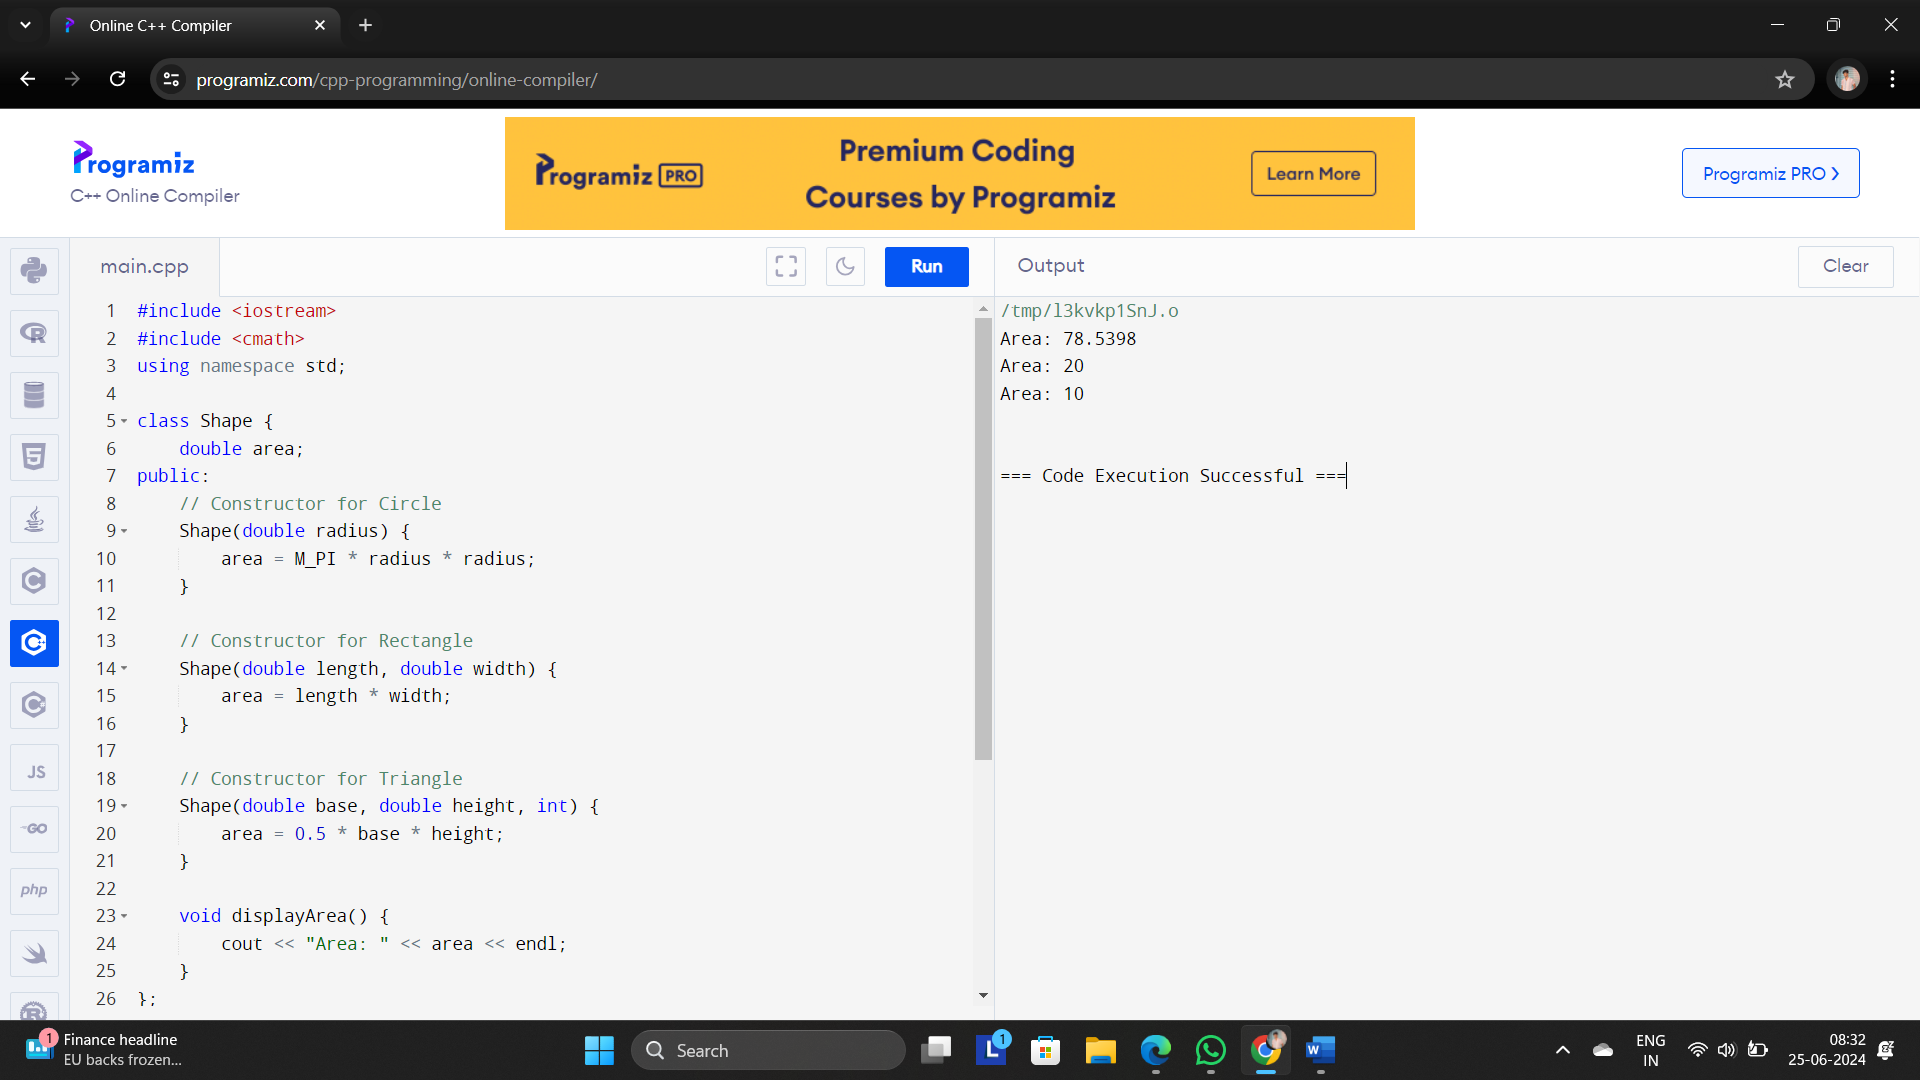 Online C++ Compiler
programiz.com/cpp-programming/online-compiler/
Programiz
C++ Online Compiler
Programiz PRO
Premium Coding
Courses by Programiz
Learn More
Programiz PRO >
main.cpp
Run
Output
Clear
1 #include <iostream>
2 #include <cmath>
3 using namespace std;
4
5 class Shape {
6     double area;
7 public:
8     // Constructor for Circle
9     Shape(double radius) {
10         area = M_PI * radius * radius;
11     }
12
13     // Constructor for Rectangle
14     Shape(double length, double width) {
15         area = length * width;
16     }
17
18     // Constructor for Triangle
19     Shape(double base, double height, int) {
20         area = 0.5 * base * height;
21     }
22
23     void displayArea() {
24         cout << "Area: " << area << endl;
25     }
26 };
/tmp/l3kvkp1SnJ.o
Area: 78.5398
Area: 20
Area: 10
=== Code Execution Successful ===
R
5
C
C
C
JS
GO
php
R
1
Finance headline
EU backs frozen...
Search
L
1
W
ENG
IN
08:32
25-06-2024